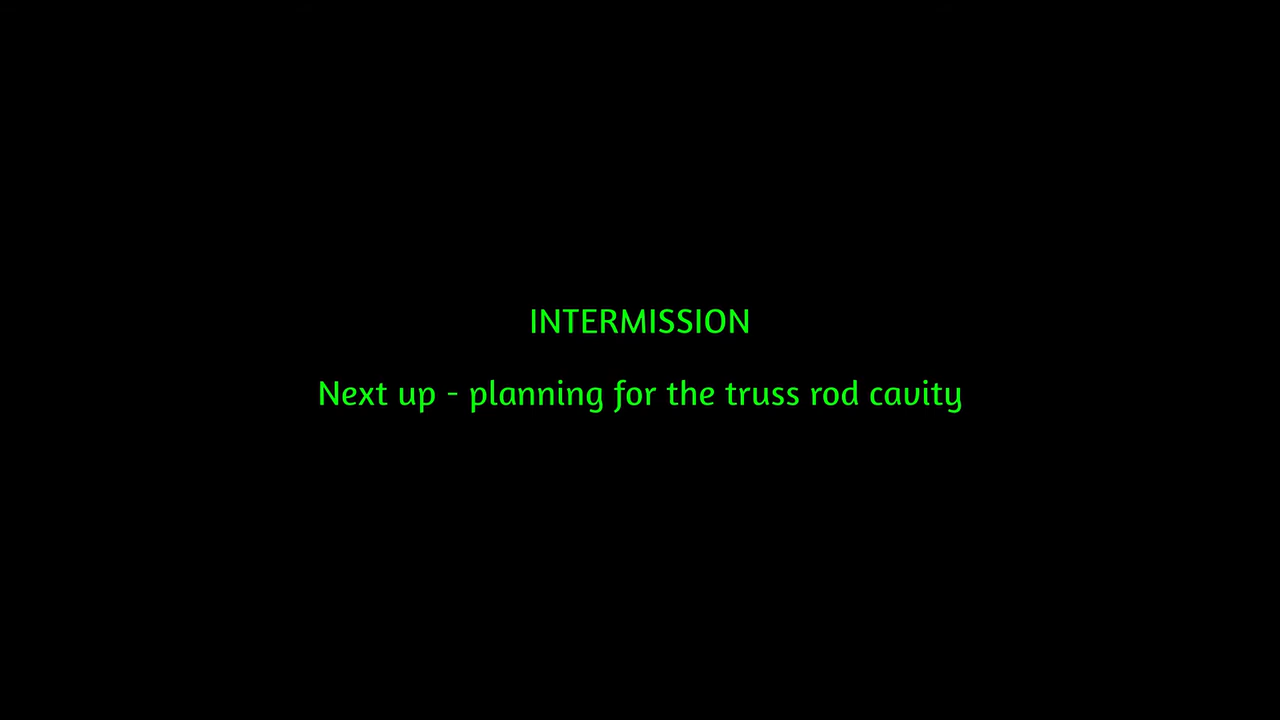 INTERMISSION
Next up - planning for the truss rod cavity